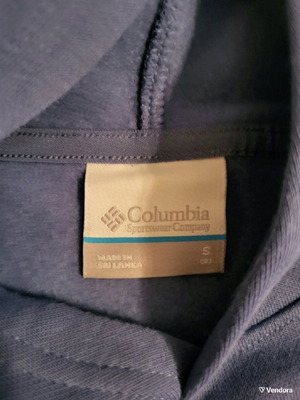 Columbia
Sportswear Company
MADE IN
SRI LANKA
S
Vendora